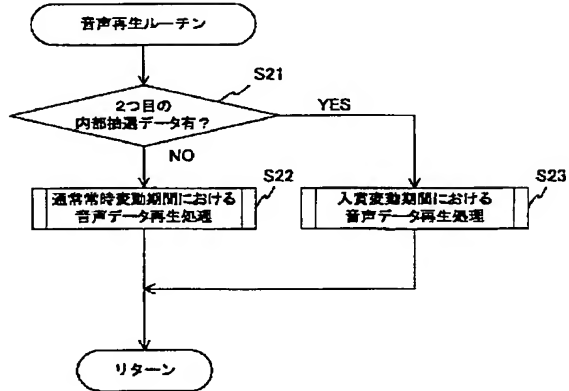 音声再生ルーチン
S21
2つ目の
内部抽選データ有?
YES
NO
S22
通常常時変動期間における
音声データ再生処理
S23
入賞変動期間における
音声データ再生処理
リターン